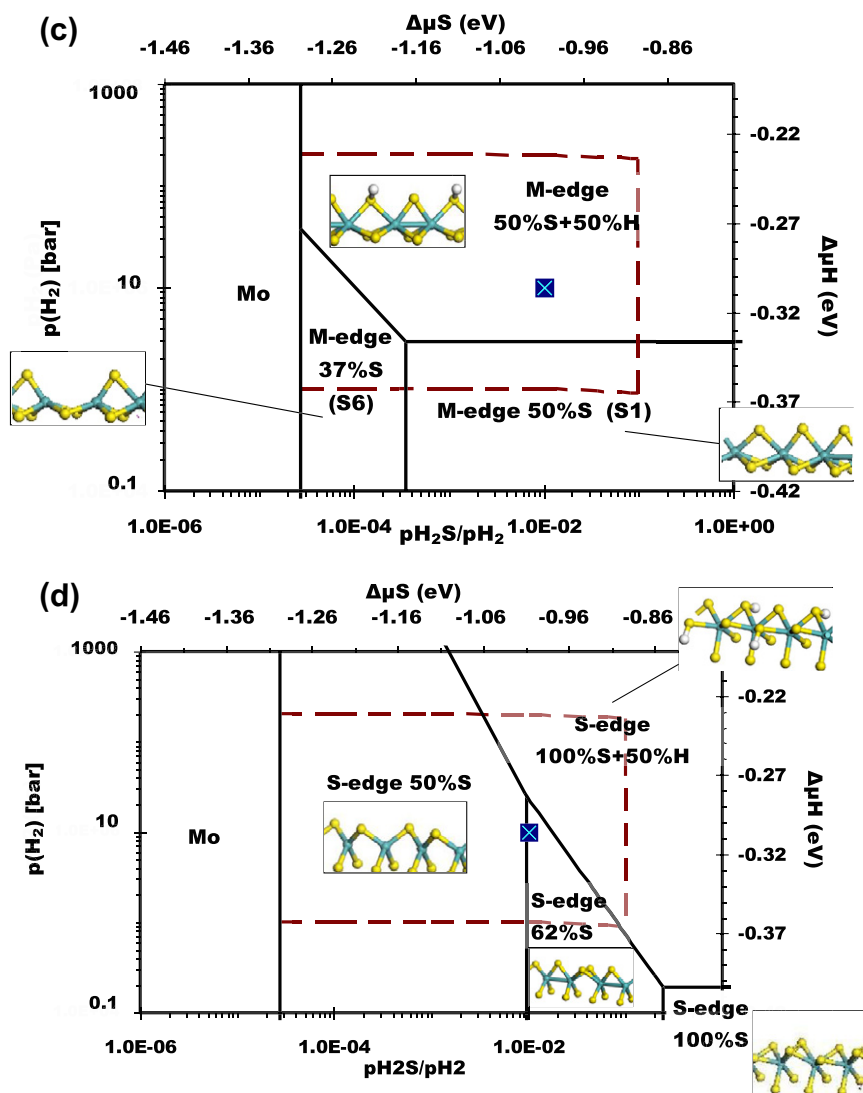 (c)
ΔμS (eV)
-1.46 -1.36 -1.26 -1.16 -1.06 -0.96 -0.86
1000
-0.22
M-edge
50%S+50%H
-0.27
p(H₂) [bar]
ΔμH (eV)
10
Mo
-0.32
M-edge
37%S
(S6)
-0.37
M-edge 50%S (S1)
0.1
-0.42
1.0E-06 1.0E-04 1.0E-02 1.0E+00
pH₂S/pH₂
(d)
ΔμS (eV)
-1.46 -1.36 -1.26 -1.16 -1.06 -0.96 -0.86
1000
-0.22
S-edge
100%S+50%H
S-edge 50%S
-0.27
p(H₂) [bar]
ΔμH (eV)
10
Mo
-0.32
S-edge
62%S
-0.37
0.1
S-edge
100%S
1.0E-06 1.0E-04 1.0E-02
pH2S/pH2